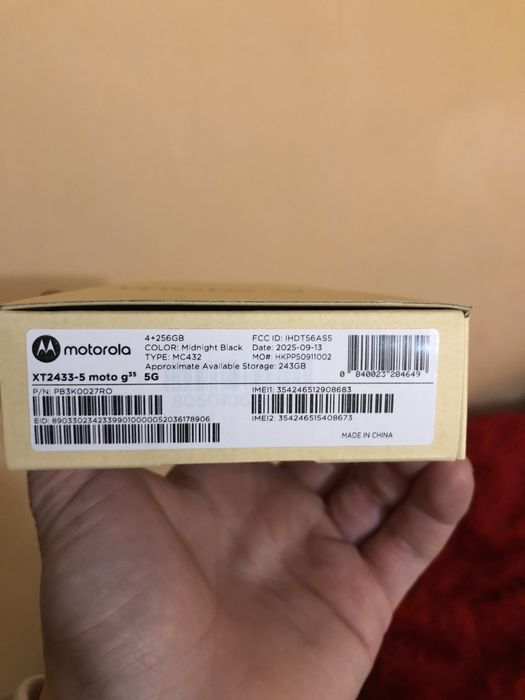 motorola
4+256GB
COLOR: Midnight Black
TYPE: MC432
Approximate Available Storage: 243GB
FCC ID: IHDT56AS5
Date: 2025-09-13
MO#: HKPP50911002
0 840023 284649
XT2433-5 moto g³⁵ 5G
P/N: PB3K0027RO
EID: 89033023423399010000052036178906
IMEI1: 354246512908683
IMEI2: 354246515408673
MADE IN CHINA